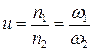 u = n₁/n₂ = ω₁/ω₂